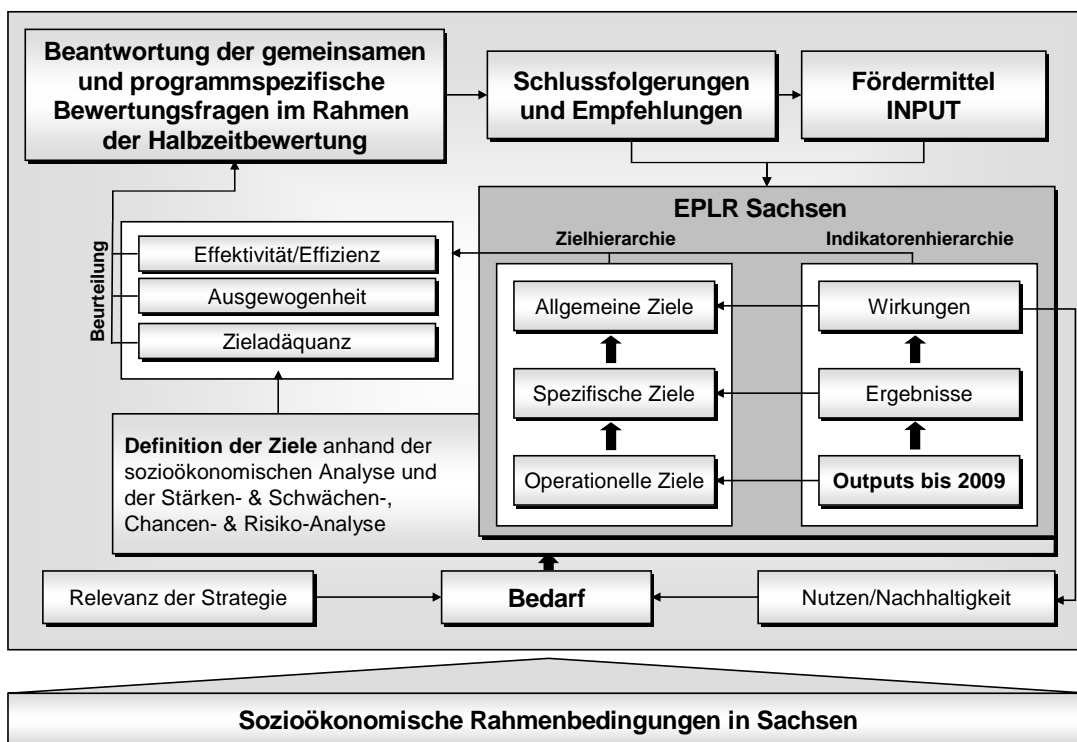 Beantwortung der gemeinsamen
und programmspezifische
Bewertungsfragen im Rahmen
der Halbzeitbewertung
Schlussfolgerungen
und Empfehlungen
Fördermittel
INPUT
EPLR Sachsen
Zielhierarchie
Indikatorenhierarchie
Beurteilung
Effektivität/Effizienz
Ausgewogenheit
Zieladäquanz
Allgemeine Ziele
Wirkungen
Spezifische Ziele
Ergebnisse
Operationelle Ziele
Outputs bis 2009
Definition der Ziele anhand der
sozioökonomischen Analyse und
der Stärken- & Schwächen-,
Chancen- & Risiko-Analyse
Relevanz der Strategie
Bedarf
Nutzen/Nachhaltigkeit
Sozioökonomische Rahmenbedingungen in Sachsen